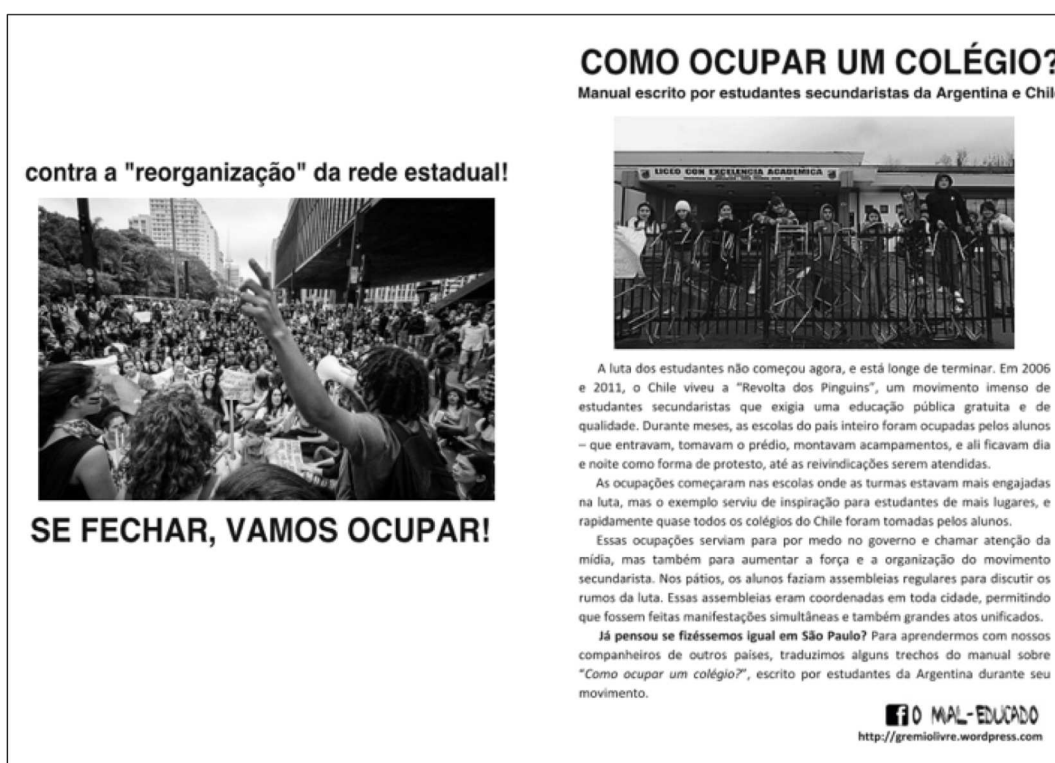 contra a "reorganização" da rede estadual!
SE FECHAR, VAMOS OCUPAR!
COMO OCUPAR UM COLÉGIO?
Manual escrito por estudantes secundaristas da Argentina e Chil
LICEO CON EXCELENCIA ACADEMICA
A luta dos estudantes não começou agora, e está longe de terminar. Em 2006
e 2011, o Chile viveu a “Revolta dos Pinguins”, um movimento imenso de
estudantes secundaristas que exigia uma educação pública gratuita e de
qualidade. Durante meses, as escolas do país inteiro foram ocupadas pelos alunos
– que entravam, tomavam o prédio, montavam acampamentos, e ali ficavam dia
e noite como forma de protesto, até as reivindicações serem atendidas.
As ocupações começaram nas escolas onde as turmas estavam mais engajadas
na luta, mas o exemplo serviu de inspiração para estudantes de mais lugares, e
rapidamente quase todos os colégios do Chile foram tomadas pelos alunos.
Essas ocupações serviam para por medo no governo e chamar atenção da
mídia, mas também para aumentar a força e a organização do movimento
secundarista. Nos pátios, os alunos faziam assembleias regulares para discutir os
rumos da luta. Essas assembleias eram coordenadas em toda cidade, permitindo
que fossem feitas manifestações simultâneas e também grandes atos unificados.
Já pensou se fizéssemos igual em São Paulo? Para aprendermos com nossos
companheiros de outros países, traduzimos alguns trechos do manual sobre
“Como ocupar um colégio?”, escrito por estudantes da Argentina durante seu
movimento.
f O MAL-EDUCADO
http://gremiolivre.wordpress.com